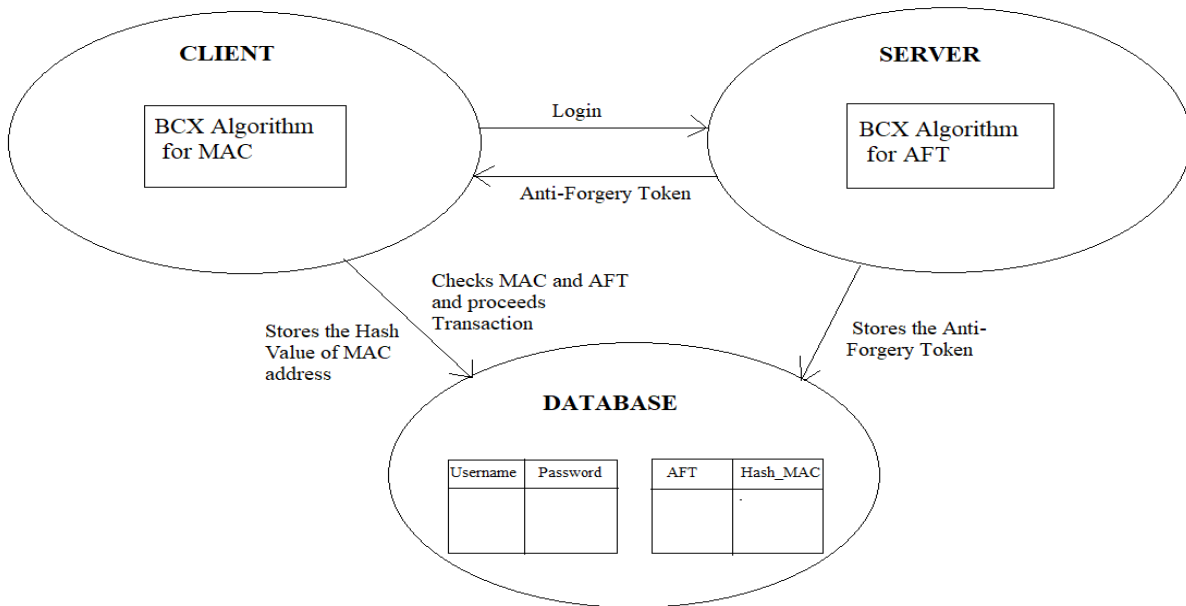 CLIENT
BCX Algorithm
for MAC
Login
Anti-Forgery Token
SERVER
BCX Algorithm
for AFT
Checks MAC and AFT
and proceeds
Transaction
Stores the Hash
Value of MAC
address
Stores the Anti-
Forgery Token
DATABASE
Username Password
AFT Hash_MAC